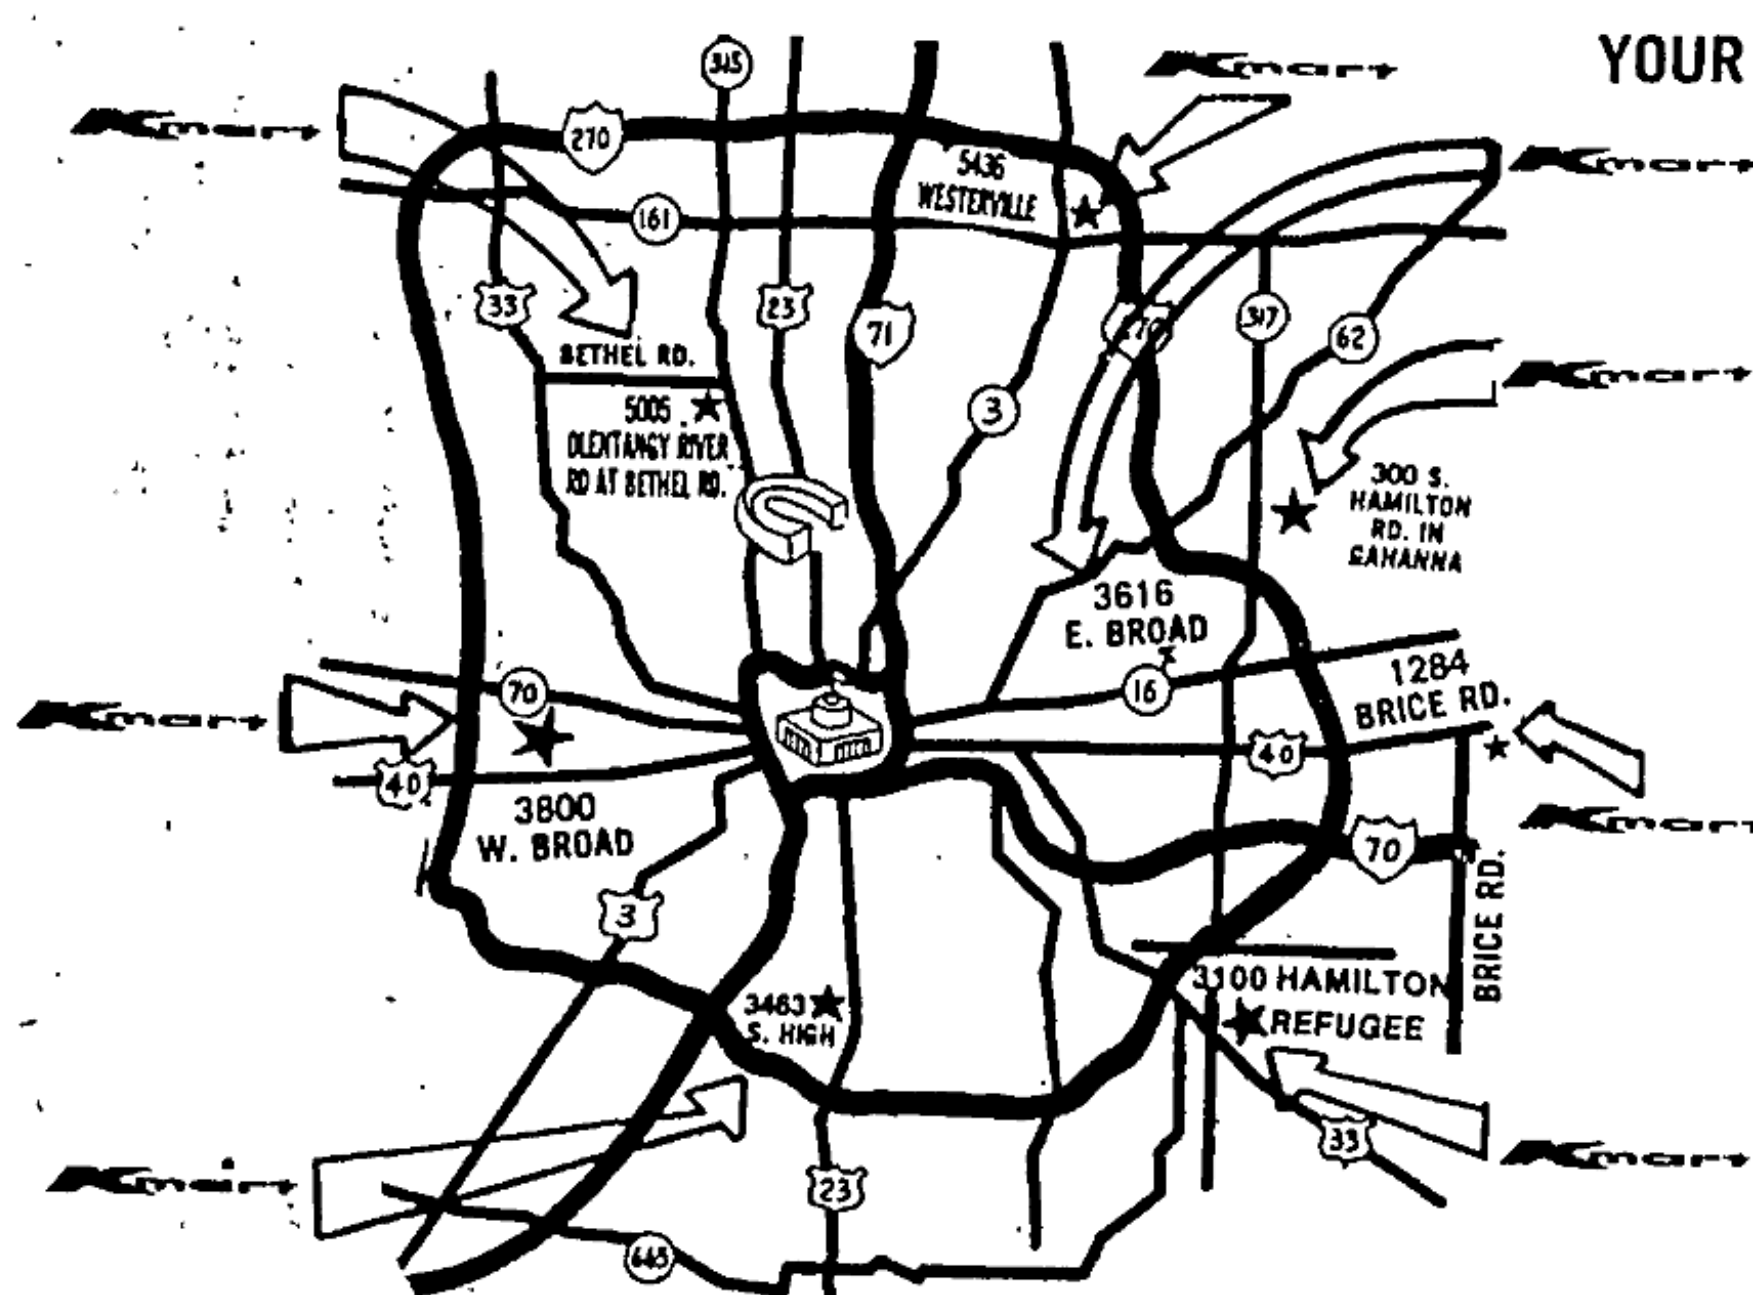 YOUR
Kmart
Kmart
Kmart
Kmart
345
270
5436
WESTERVILLE
161
33
23
71
270
317
62
BETHEL RD.
3
Kmart
5005
OLENTANGY RIVER
RD AT BETHEL RD.
300 S.
HAMILTON
RD. IN
GAHANNA
3616
E. BROAD
1284
BRICE RD.
70
16
Kmart
40
40
3800
W. BROAD
Kmart
70
3
BRICE RD.
3100 HAMILTON
REFUGEE
3463
S. HIGH
33
Kmart
Kmart
23
665